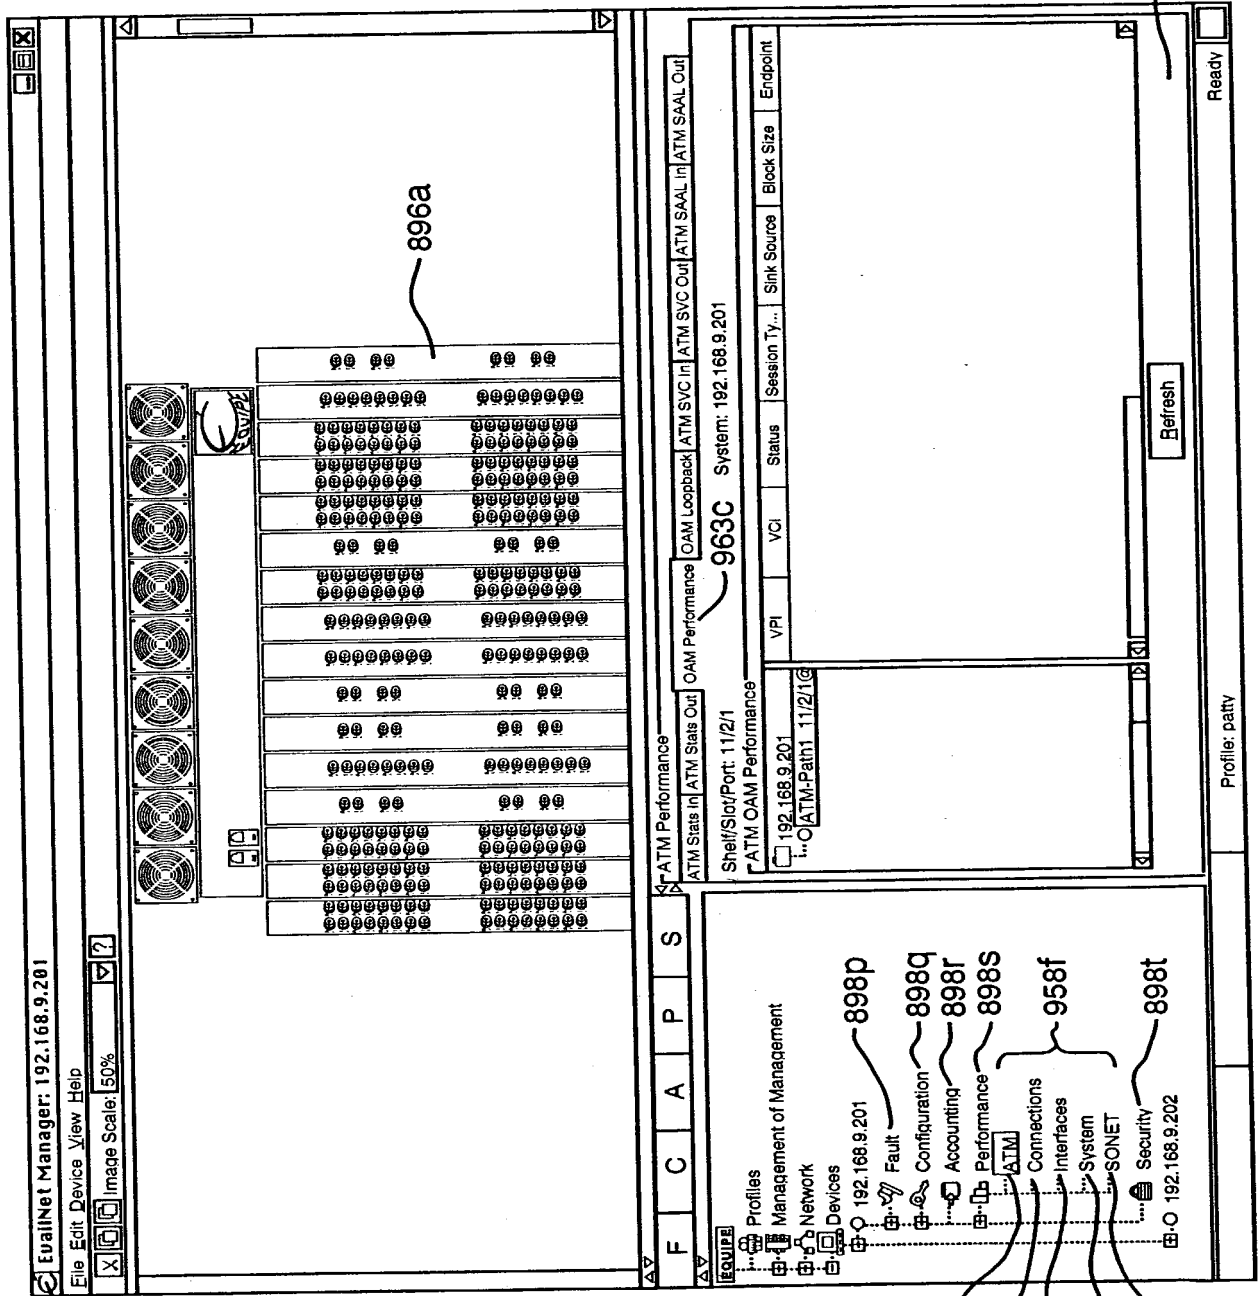 EualNet Manager: 192.168.9.201
File Edit Device View Help
Image Scale: 50%
?
896a
F C A P S
EQUIPE
Profiles
Management of Management
Network
Devices
192.168.9.201
898p
Fault
898q
Configuration
898r
Accounting
898s
Performance
ATM
Connections
958f
Interfaces
System
SONET
898t
Security
192.168.9.202
ATM Performance
ATM Stats In ATM Stats Out OAM Performance OAM Loopback ATM SVC In ATM SVC Out ATM SAAL In ATM SAAL Out
963c
Shelf/Slot/Port: 11/2/1 System: 192.168.9.201
ATM OAM Performance
192.168.9.201
ATM-Path1 11/2/1@
VPI VCI Status Session Ty... Sink Source Block Size Endpoint
Refresh
Profile: patty
Ready